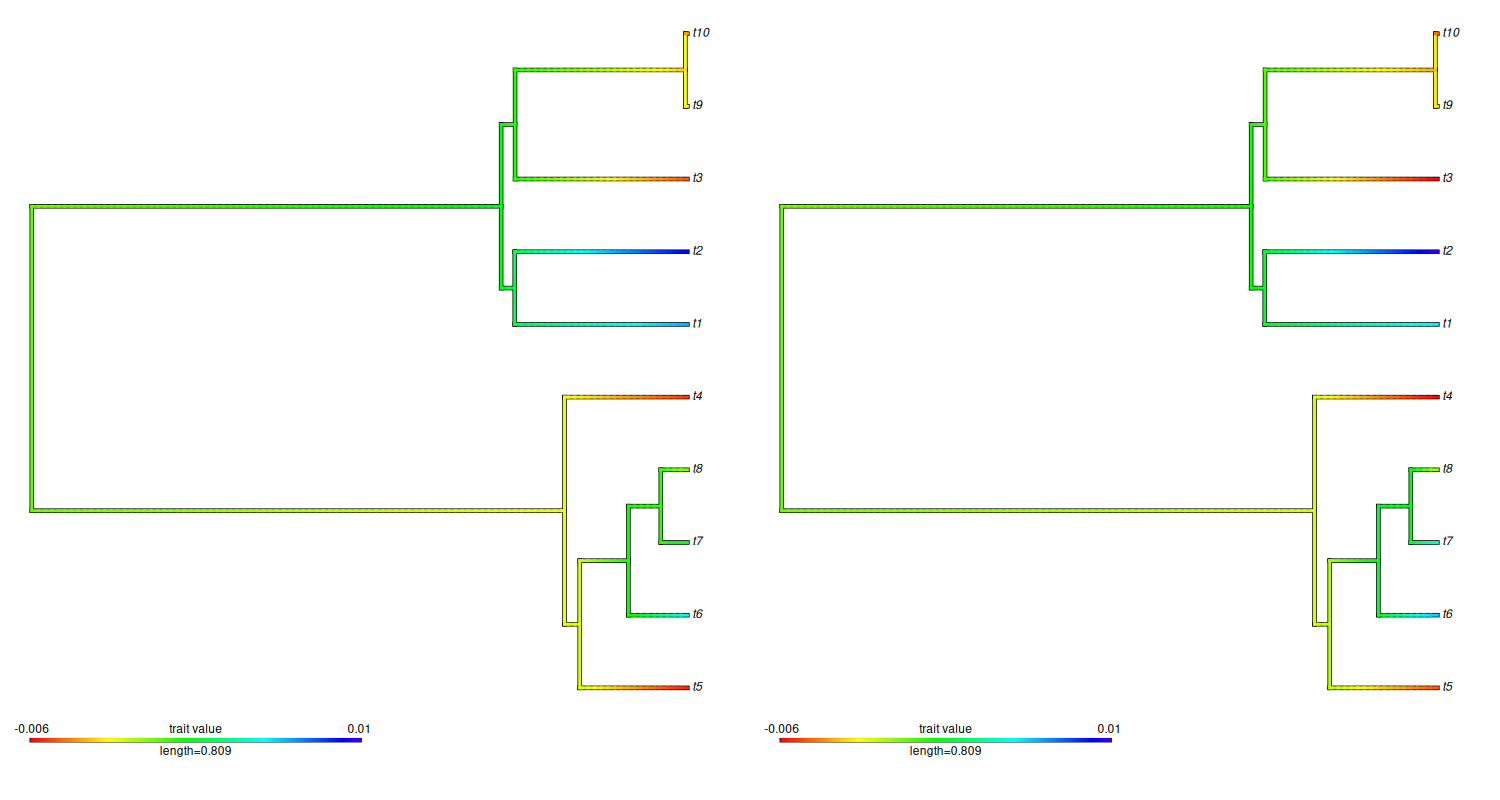 t10
t9
t3
t2
t1
t4
t8
t7
t6
t5
-0.006 trait value 0.01
length=0.809
t10
t9
t3
t2
t1
t4
t8
t7
t6
t5
-0.006 trait value 0.01
length=0.809